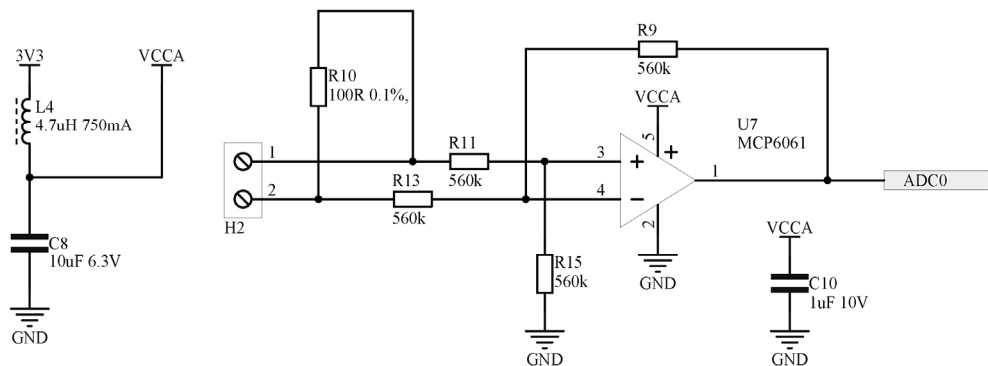 3V3
VCCA
L4
4.7uH 750mA
C8
10uF 6.3V
GND
R10
100R 0.1%,
1
2
H2
R11
560k
R13
560k
R9
560k
VCCA
5
3
4
+
−
+
1
2
GND
U7
MCP6061
ADC0
R15
560k
GND
VCCA
C10
1uF 10V
GND